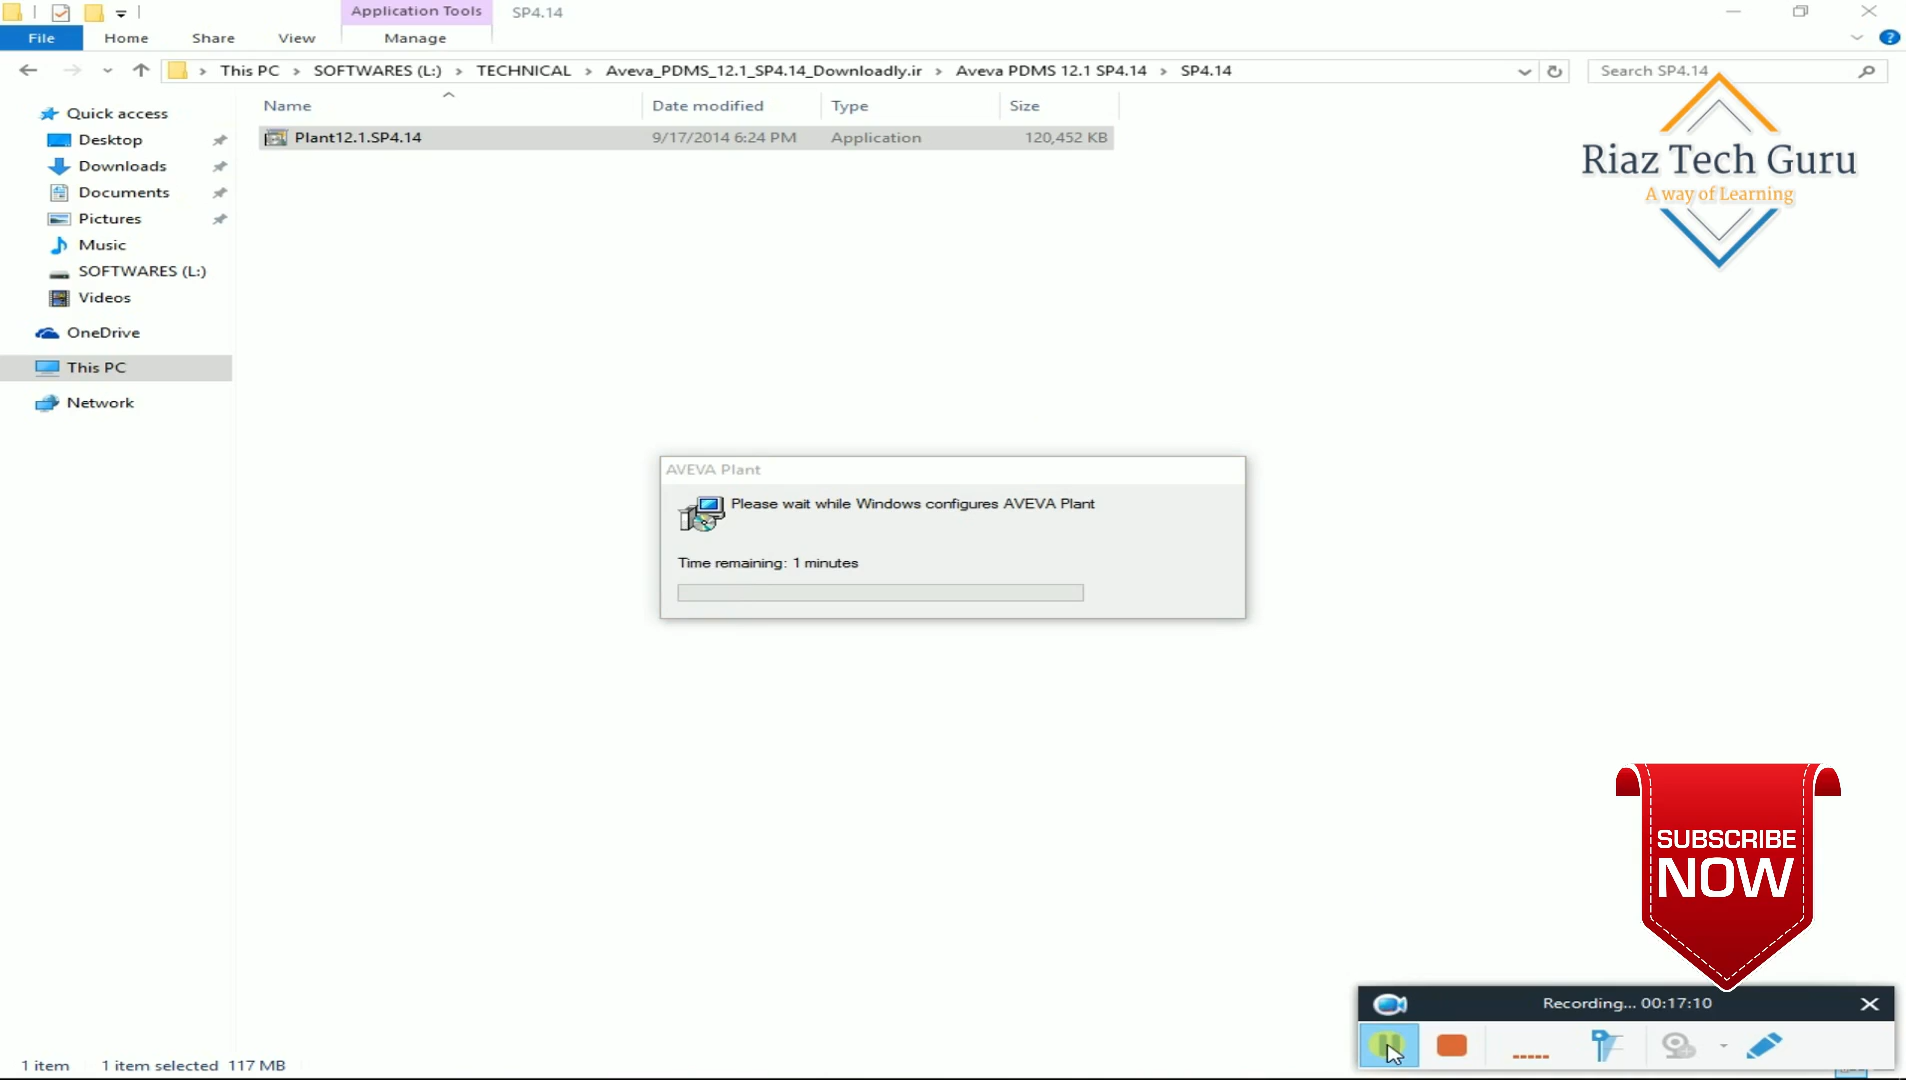 Application Tools SP4.14
File Home Share View Manage
This PC > SOFTWARES (L:) > TECHNICAL > Aveva_PDMS_12.1_SP4.14_Downloadly.ir > Aveva PDMS 12.1 SP4.14 > SP4.14
Search SP4.14
Name Date modified Type Size
Plant12.1.SP4.14 9/17/2014 6:24 PM Application 120,452 KB
Quick access
Desktop
Downloads
Documents
Pictures
Music
SOFTWARES (L:)
Videos
OneDrive
This PC
Network
Riaz Tech Guru
A way of Learning
AVEVA Plant
Please wait while Windows configures AVEVA Plant
Time remaining: 1 minutes
SUBSCRIBE
NOW
Recording... 00:17:10
1 item 1 item selected 117 MB